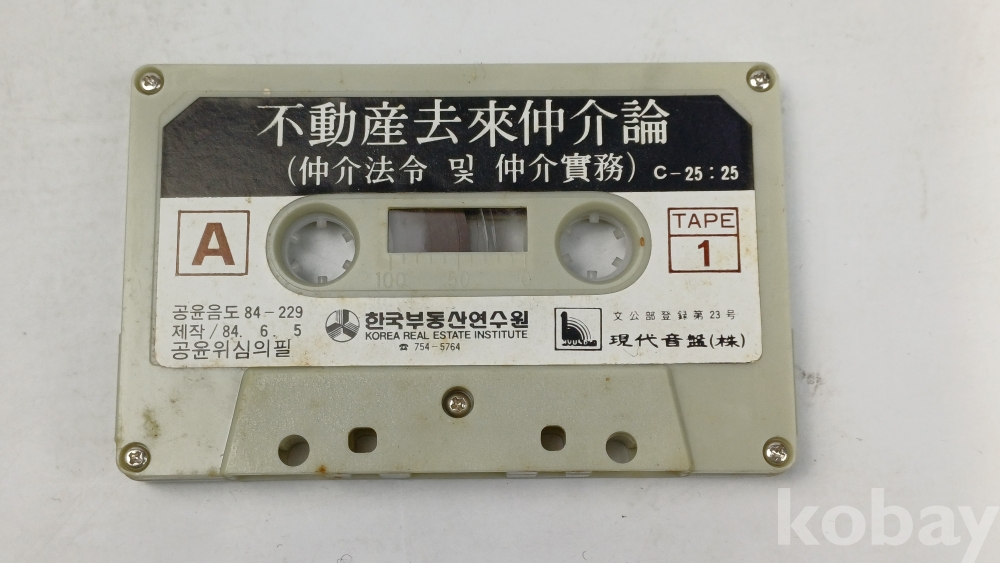 不動産去來仲介論
(仲介法令 및 仲介實務) C-25:25
A
TAPE
1
100 50 0
공윤음도 84-229
제작/84. 6. 5
공윤위심의필
한국부동산연수원
KOREA REAL ESTATE INSTITUTE
☎ 754-5764
文公部登録第23号
現代音盤(株)
kobay